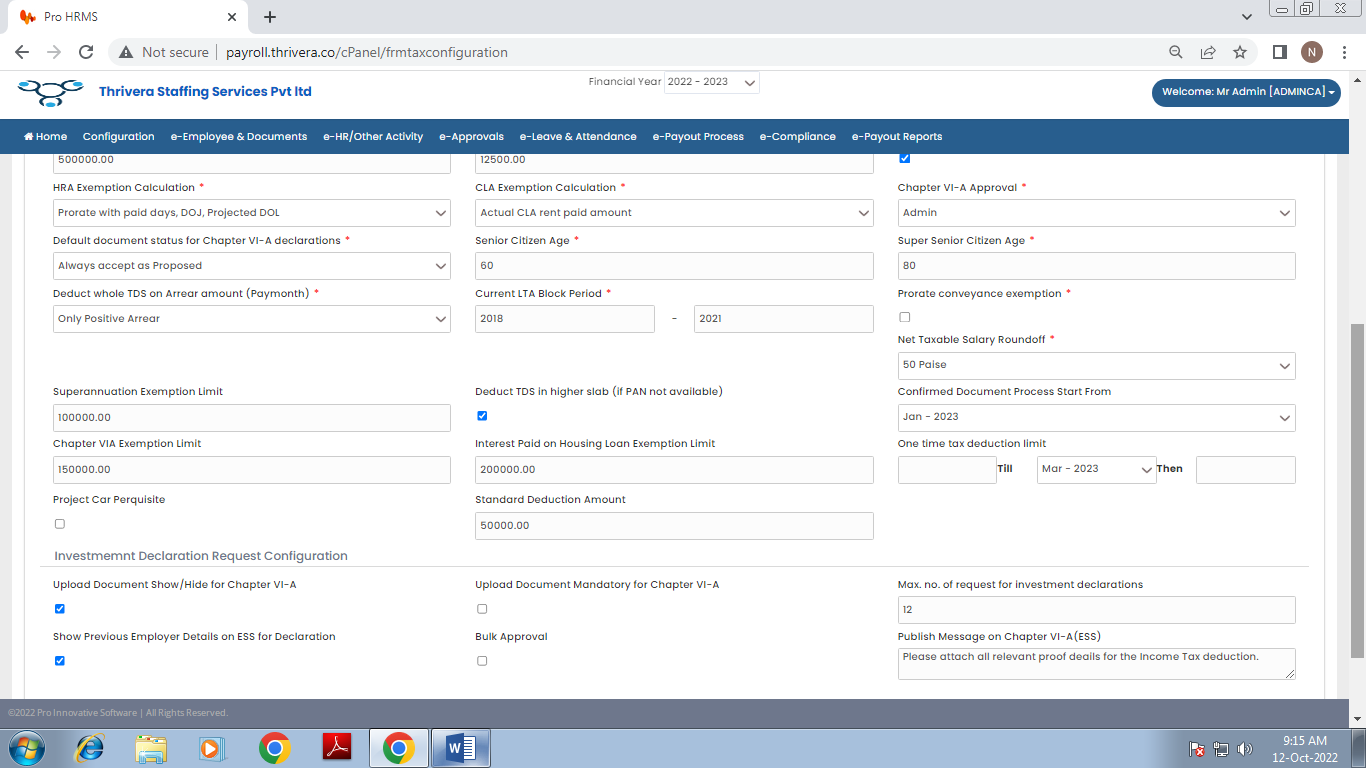 Pro HRMS
Not secure | payroll.thrivera.co/cPanel/frmtaxconfiguration
N
Thrivera Staffing Services Pvt ltd
Financial Year 2022 - 2023
Welcome: Mr Admin [ADMINCA]
Home Configuration e-Employee & Documents e-HR/Other Activity e-Approvals e-Leave & Attendance e-Payout Process e-Compliance e-Payout Reports
500000.00 12500.00
HRA Exemption Calculation * CLA Exemption Calculation * Chapter VI-A Approval *
Prorate with paid days, DOJ, Projected DOL Actual CLA rent paid amount Admin
Default document status for Chapter VI-A declarations * Senior Citizen Age * Super Senior Citizen Age *
Always accept as Proposed 60 80
Deduct whole TDS on Arrear amount (Paymonth) * Current LTA Block Period * Prorate conveyance exemption *
Only Positive Arrear 2018 - 2021
Net Taxable Salary Roundoff *
50 Paise
Superannuation Exemption Limit Deduct TDS in higher slab (if PAN not available) Confirmed Document Process Start From
100000.00 Jan - 2023
Chapter VIA Exemption Limit Interest Paid on Housing Loan Exemption Limit One time tax deduction limit
150000.00 200000.00 Till Mar - 2023 Then
Project Car Perquisite Standard Deduction Amount
50000.00
Investmemnt Declaration Request Configuration
Upload Document Show/Hide for Chapter VI-A Upload Document Mandatory for Chapter VI-A Max. no. of request for investment declarations
12
Show Previous Employer Details on ESS for Declaration Bulk Approval Publish Message on Chapter VI-A(ESS)
Please attach all relevant proof deails for the Income Tax deduction.
©2022 Pro Innovative Software | All Rights Reserved.
9:15 AM
12-Oct-2022